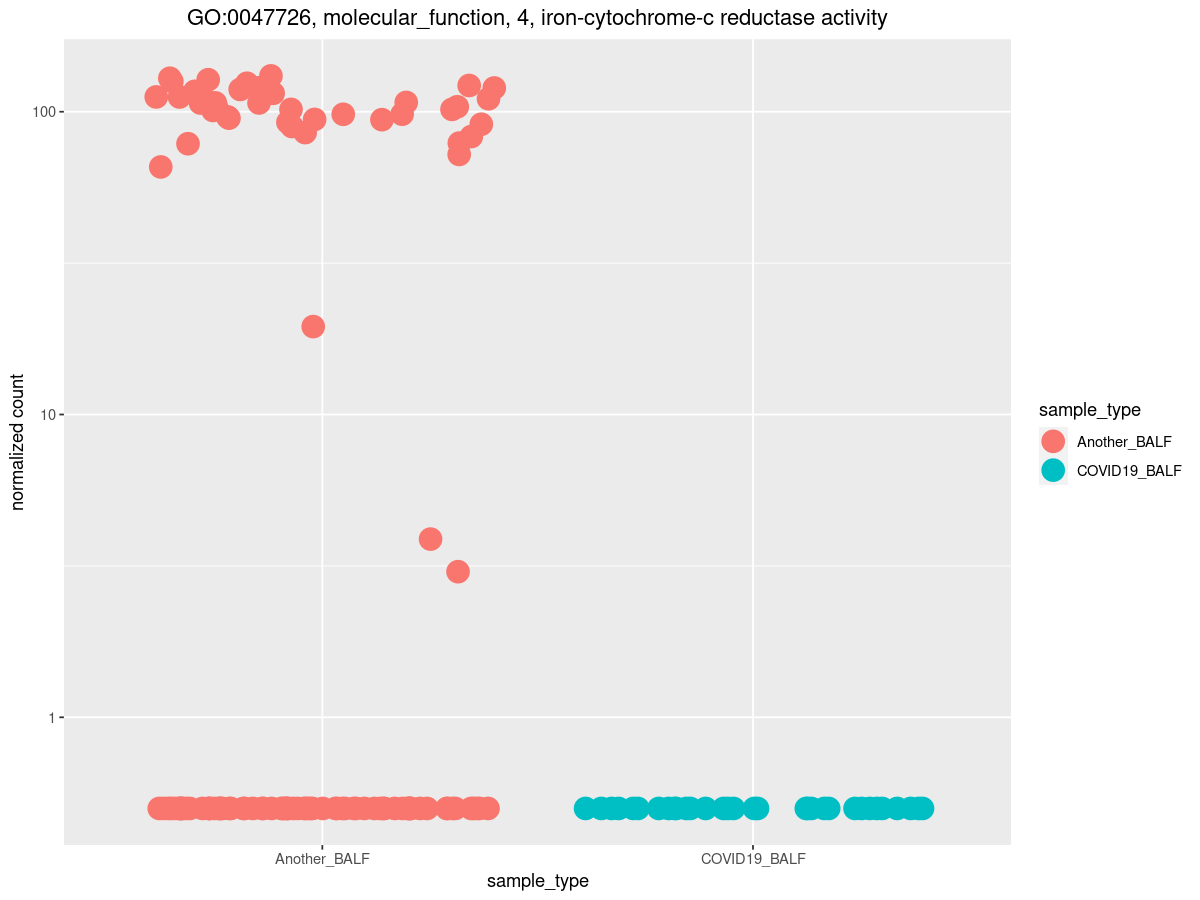 GO:0047726, molecular_function, 4, iron-cytochrome-c reductase activity
normalized count
100
10
1
Another_BALF
COVID19_BALF
sample_type
sample_type
Another_BALF
COVID19_BALF